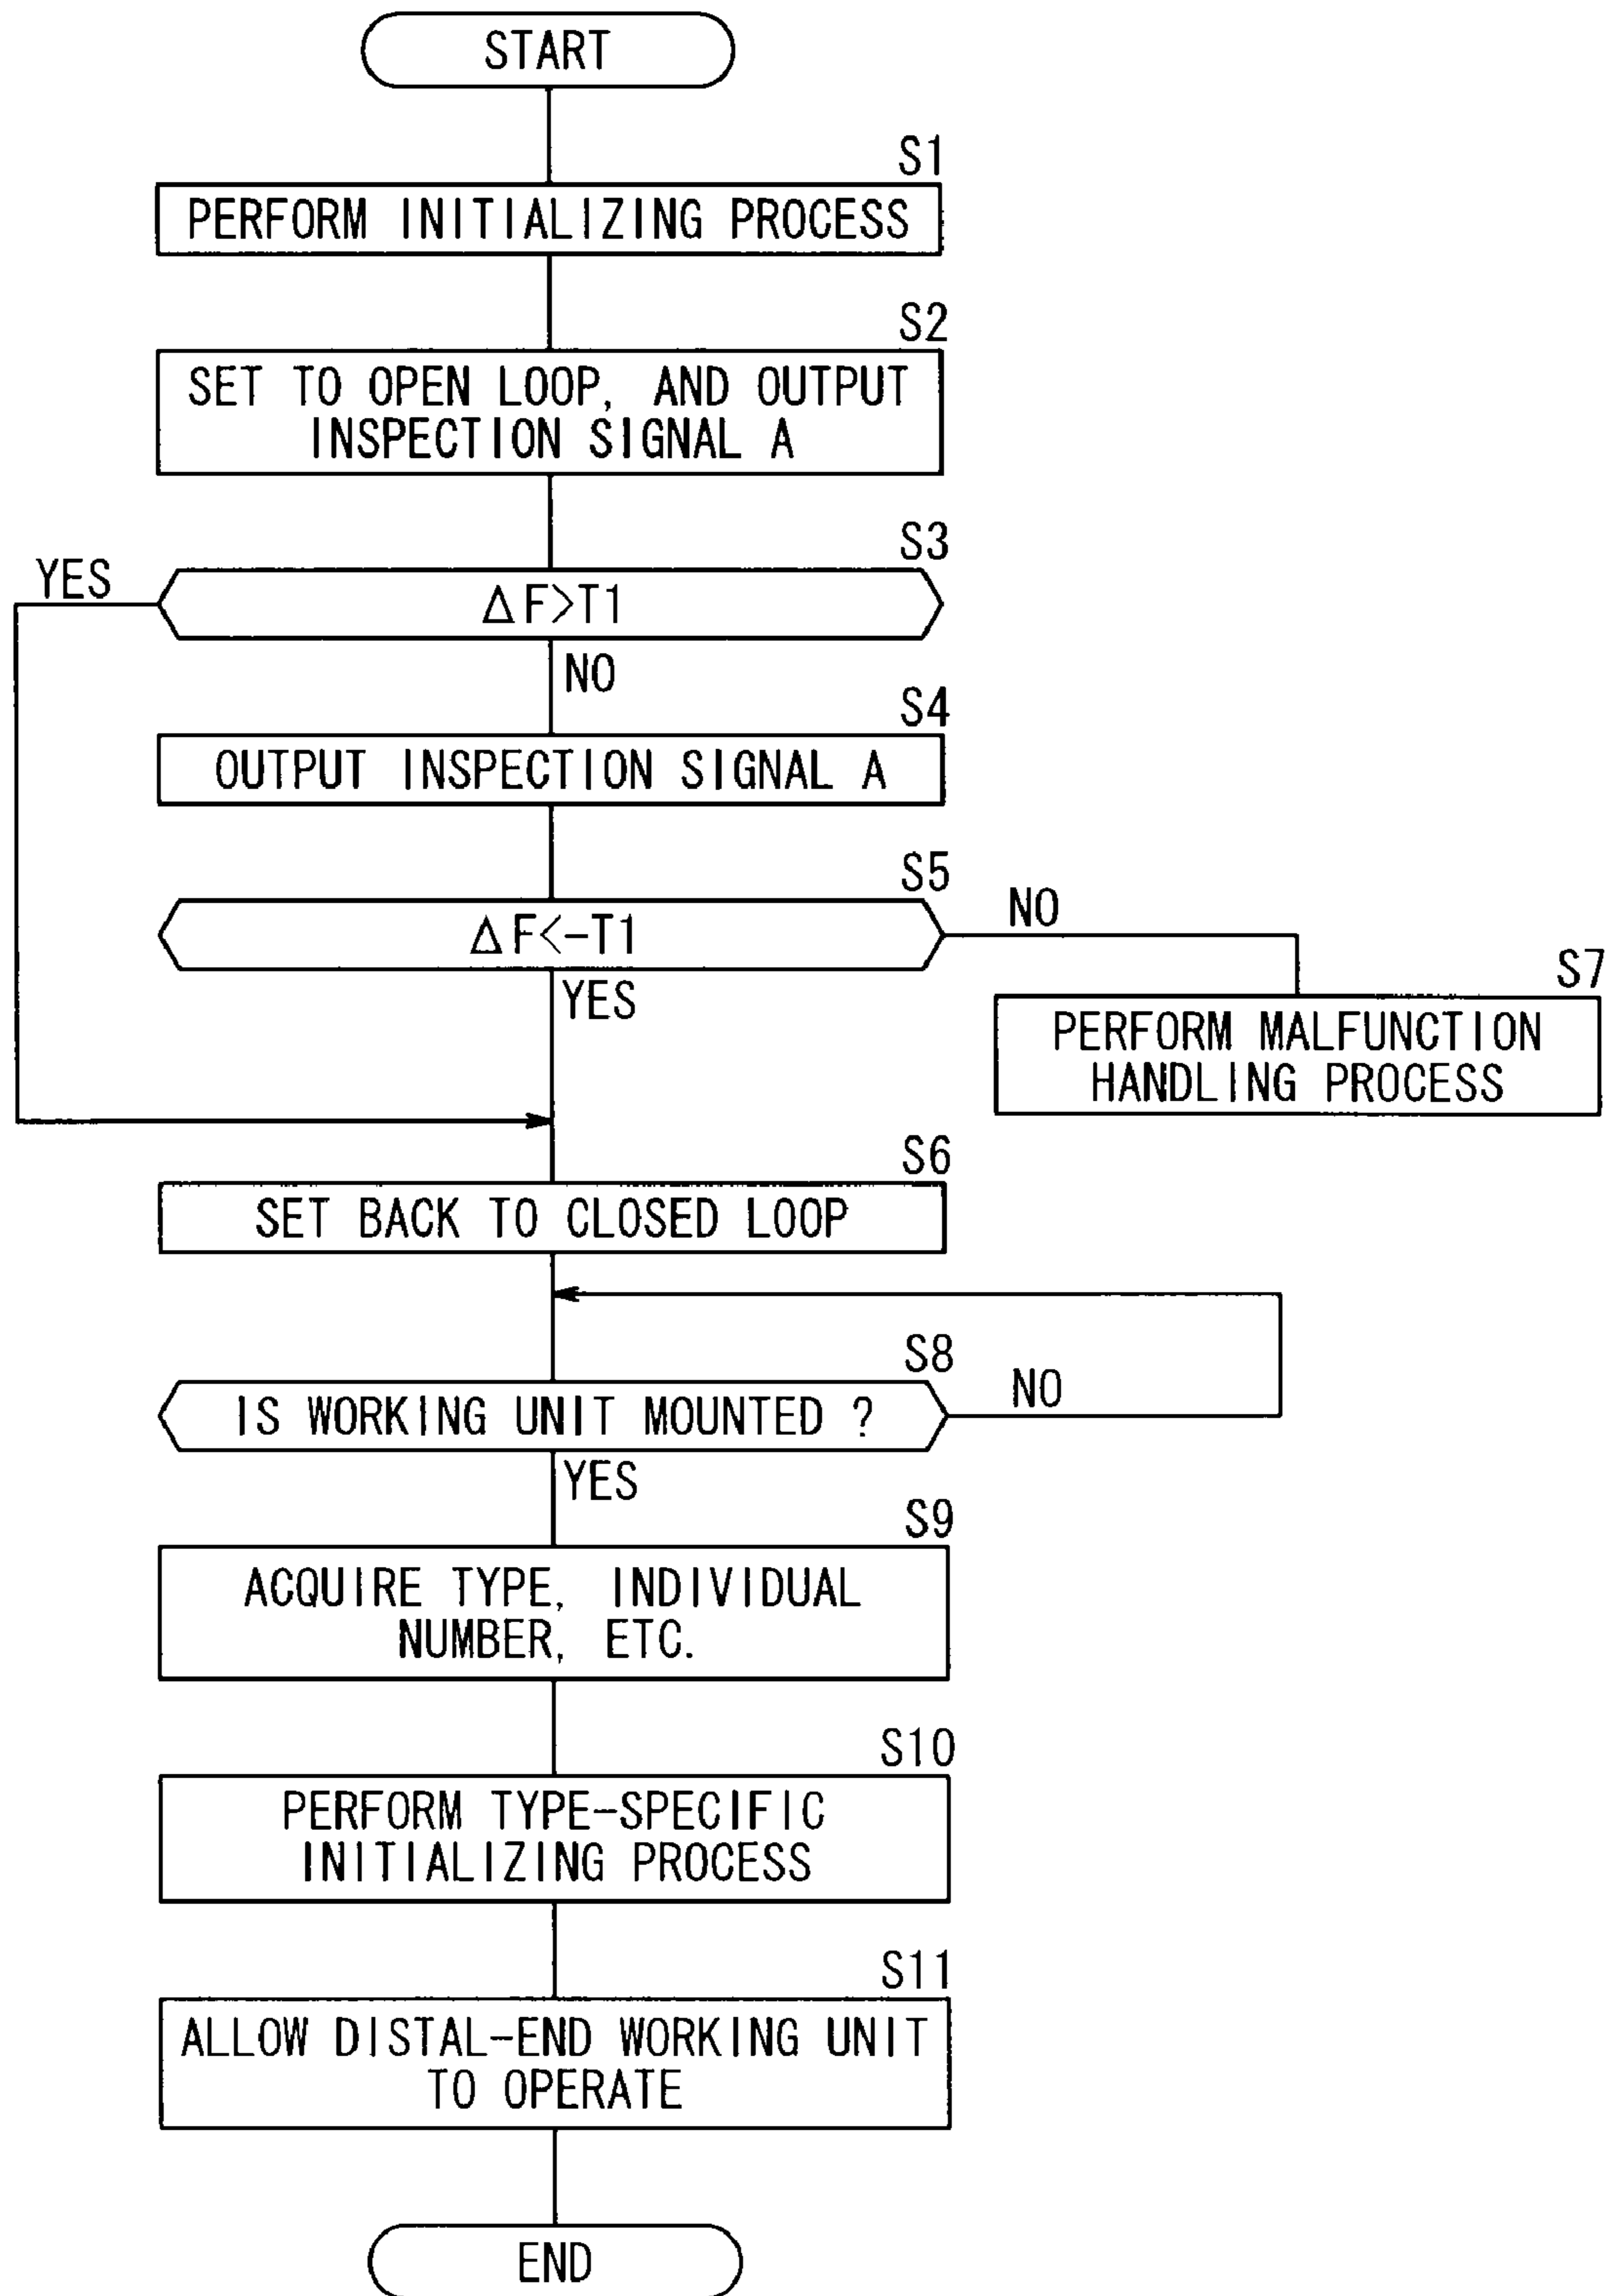 START
S1
PERFORM INITIALIZING PROCESS
S2
SET TO OPEN LOOP, AND OUTPUT
INSPECTION SIGNAL A
S3
YES
ΔF>T1
NO
S4
OUTPUT INSPECTION SIGNAL A
S5
NO
ΔF<-T1
YES
S7
PERFORM MALFUNCTION
HANDLING PROCESS
S6
SET BACK TO CLOSED LOOP
S8
NO
IS WORKING UNIT MOUNTED ?
YES
S9
ACQUIRE TYPE, INDIVIDUAL
NUMBER, ETC.
S10
PERFORM TYPE-SPECIFIC
INITIALIZING PROCESS
S11
ALLOW DISTAL-END WORKING UNIT
TO OPERATE
END